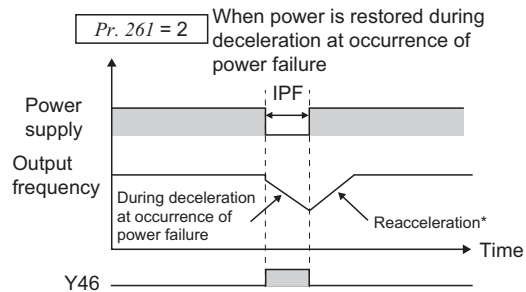 Pr. 261 = 2
When power is restored during
deceleration at occurrence of
power failure
IPF
Power
supply
Output
frequency
During deceleration
at occurrence of
power failure
Reacceleration*
Time
Y46